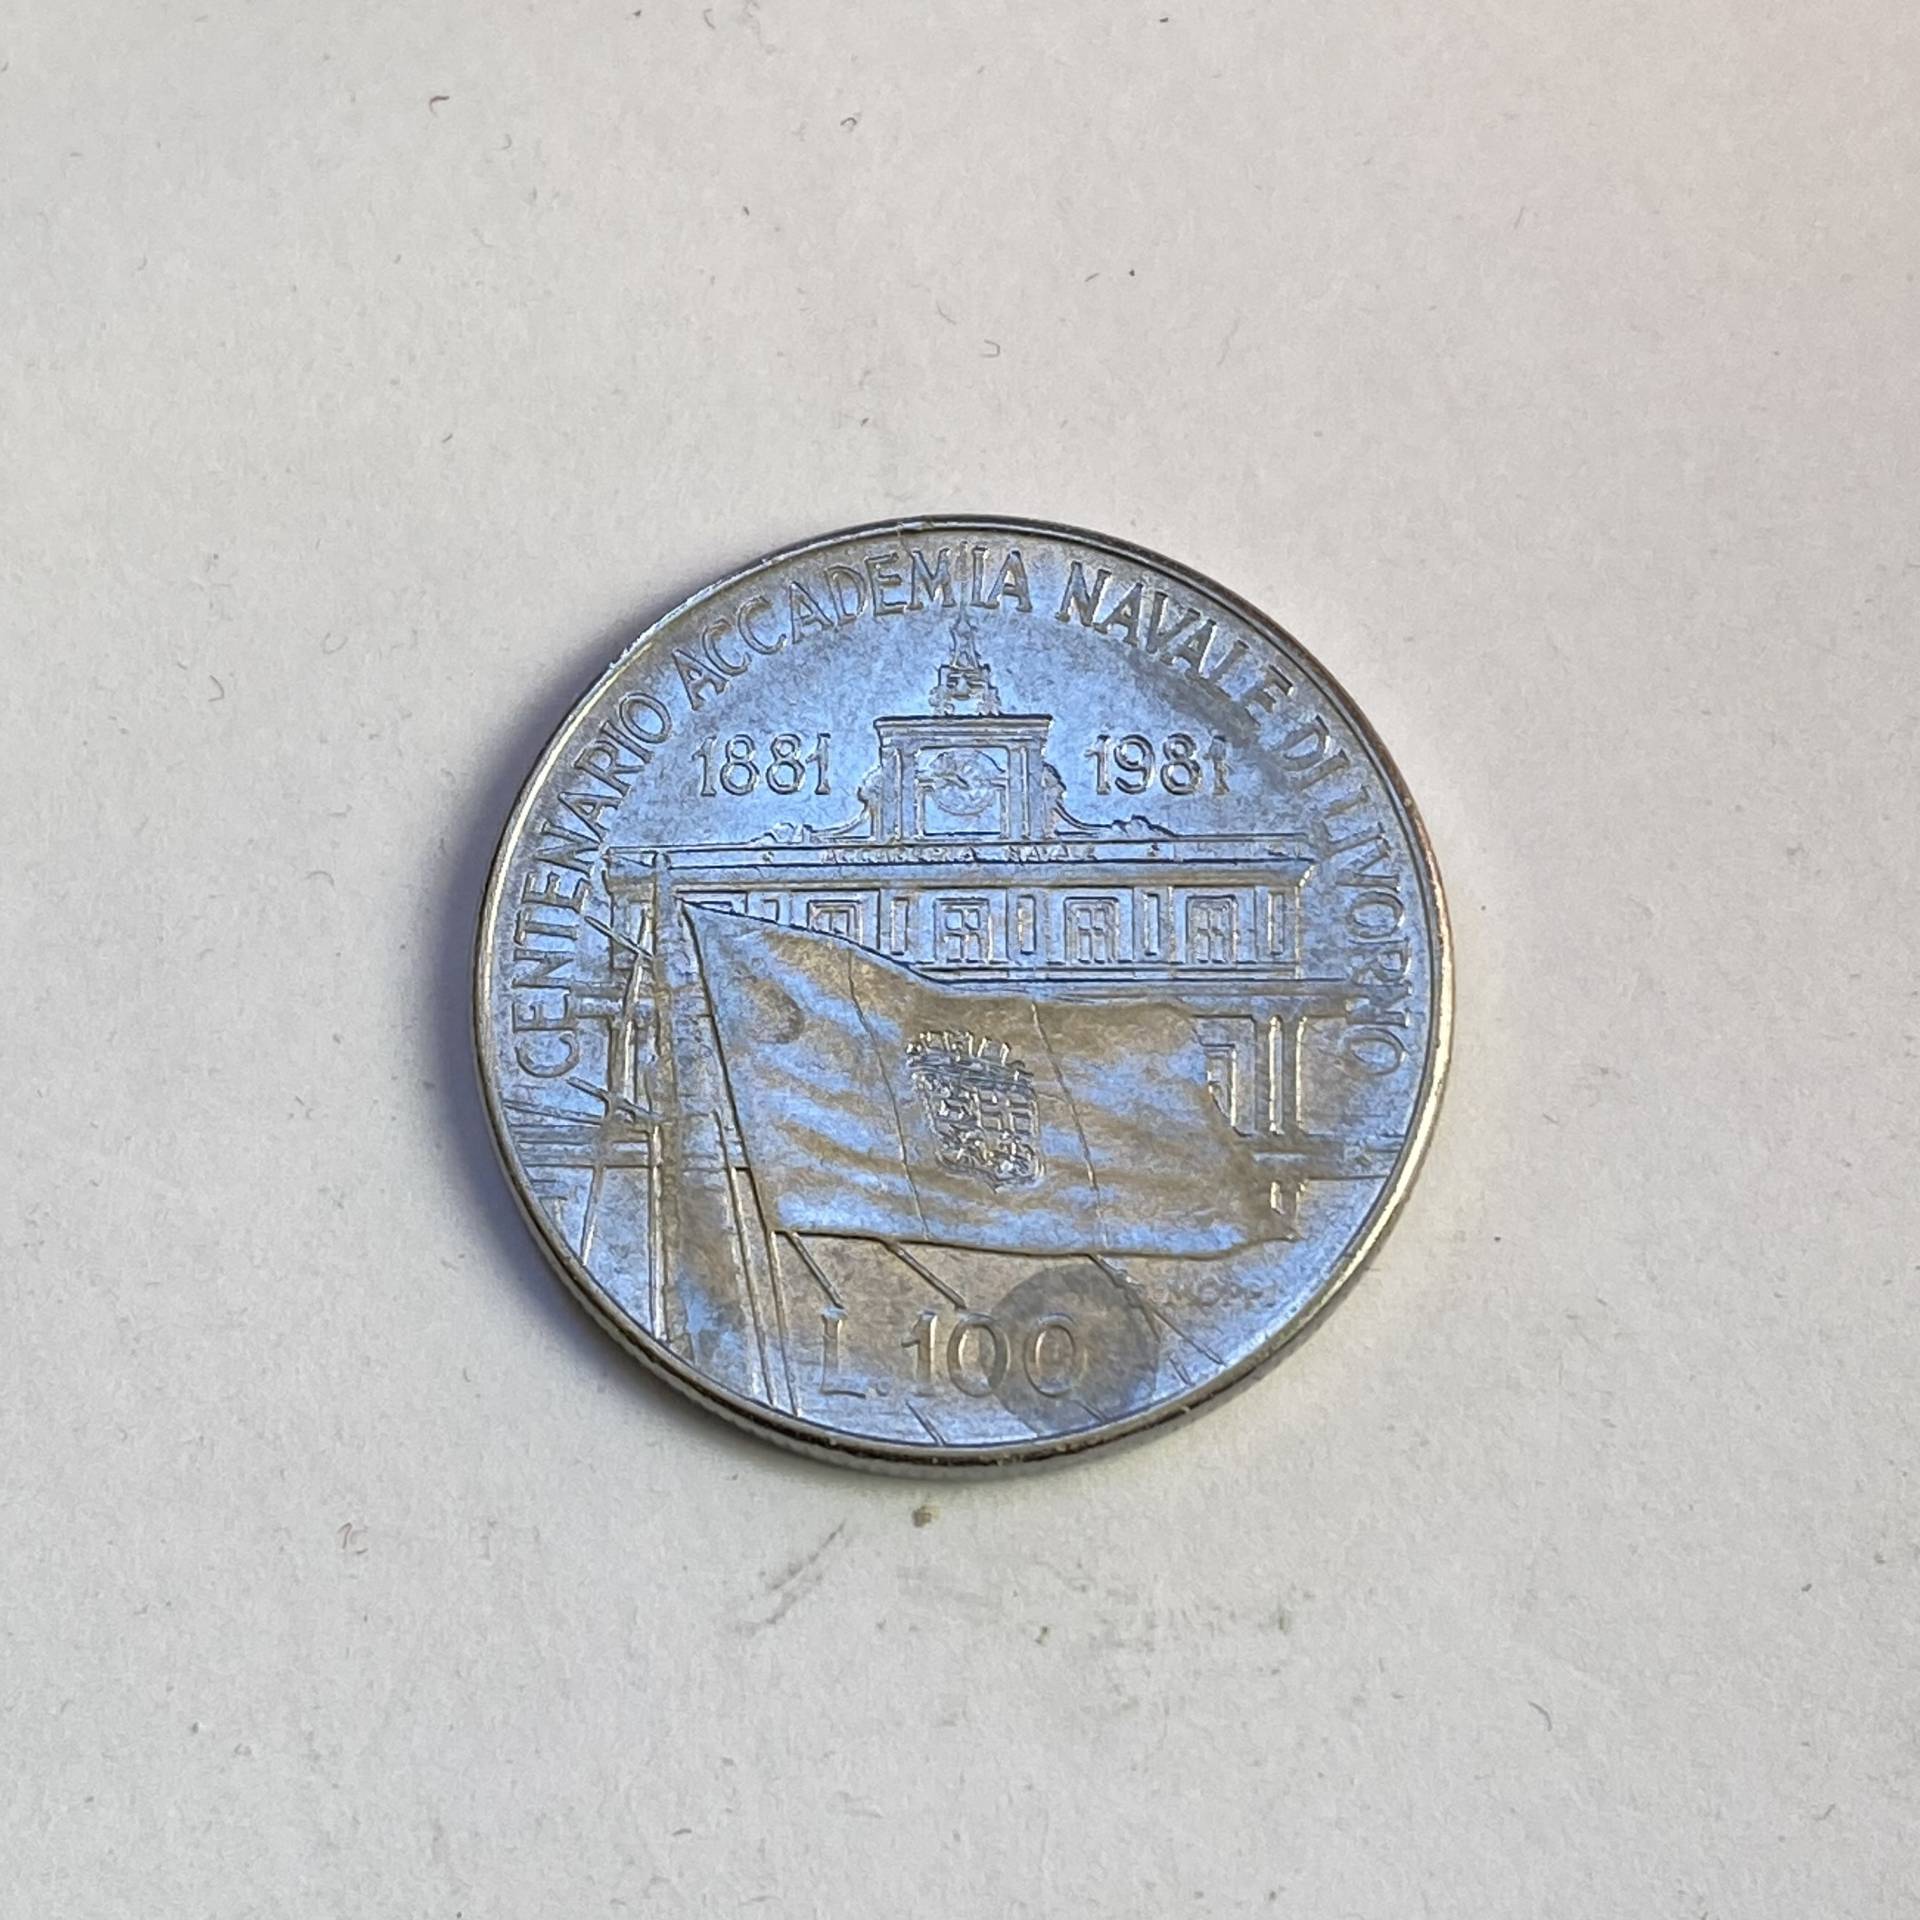 CENTENARIO ACCADEMIA NAVALE DI LIVORNO
1881 1981
ACCADEMIA NAVALE
L.100